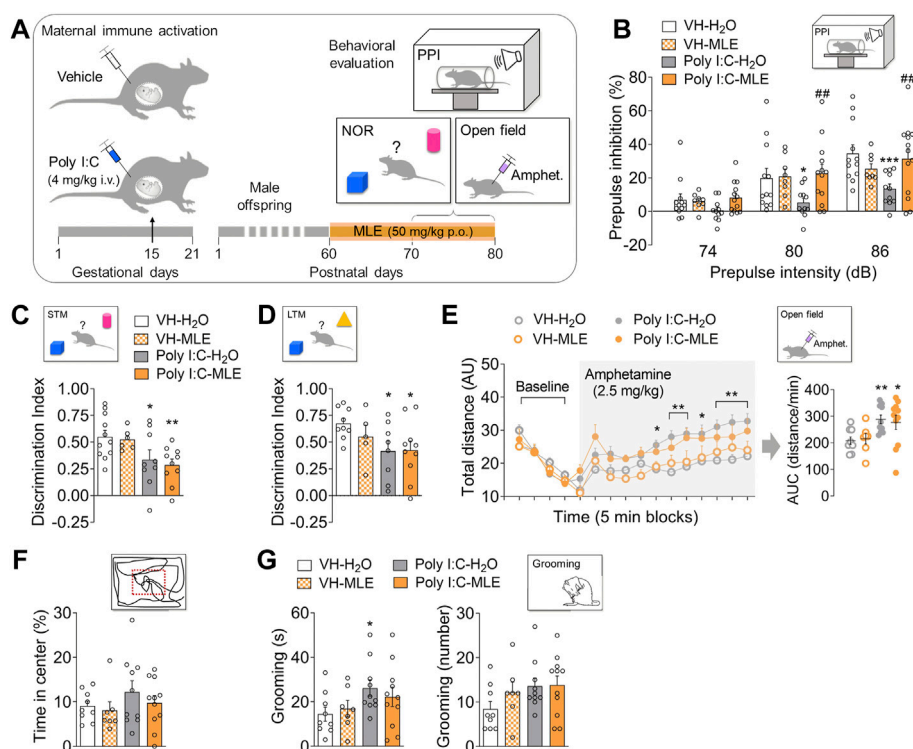 A
Maternal immune activation
Vehicle
Poly I:C
(4 mg/kg i.v.)
Behavioral
evaluation
PPI
NOR
?
Open field
Amphet.
Male
offspring
MLE (50 mg/kg p.o.)
1
15
21
1
60
70
80
Gestational days
Postnatal days
B
VH-H2O
VH-MLE
Poly I:C-H2O
Poly I:C-MLE
PPI
Prepulse inhibition (%)
80
60
40
20
0
-20
*
##
***
##
74
80
86
Prepulse intensity (dB)
C
STM
?
VH-H2O
VH-MLE
Poly I:C-H2O
Poly I:C-MLE
Discrimination Index
1.00
0.75
0.50
0.25
0.00
-0.25
*
**
D
LTM
?
Discrimination Index
1.00
0.75
0.50
0.25
0.00
-0.25
*
*
E
VH-H2O
VH-MLE
Poly I:C-H2O
Poly I:C-MLE
Total distance (AU)
50
40
30
20
10
Baseline
Amphetamine
(2.5 mg/kg)
*
**
*
**
Time (5 min blocks)
Open field
Amphet.
AUC (distance/min)
400
300
200
100
0
**
*
F
Time in center (%)
30
20
10
0
G
VH-H2O
VH-MLE
Poly I:C-H2O
Poly I:C-MLE
Grooming
Grooming (s)
60
40
20
0
*
Grooming (number)
30
20
10
0